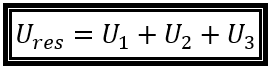 U_res = U_1 + U_2 + U_3